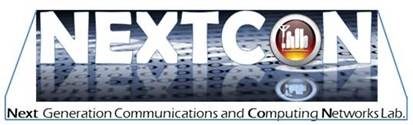 NEXTCON
Next Generation Communications and Computing Networks Lab.